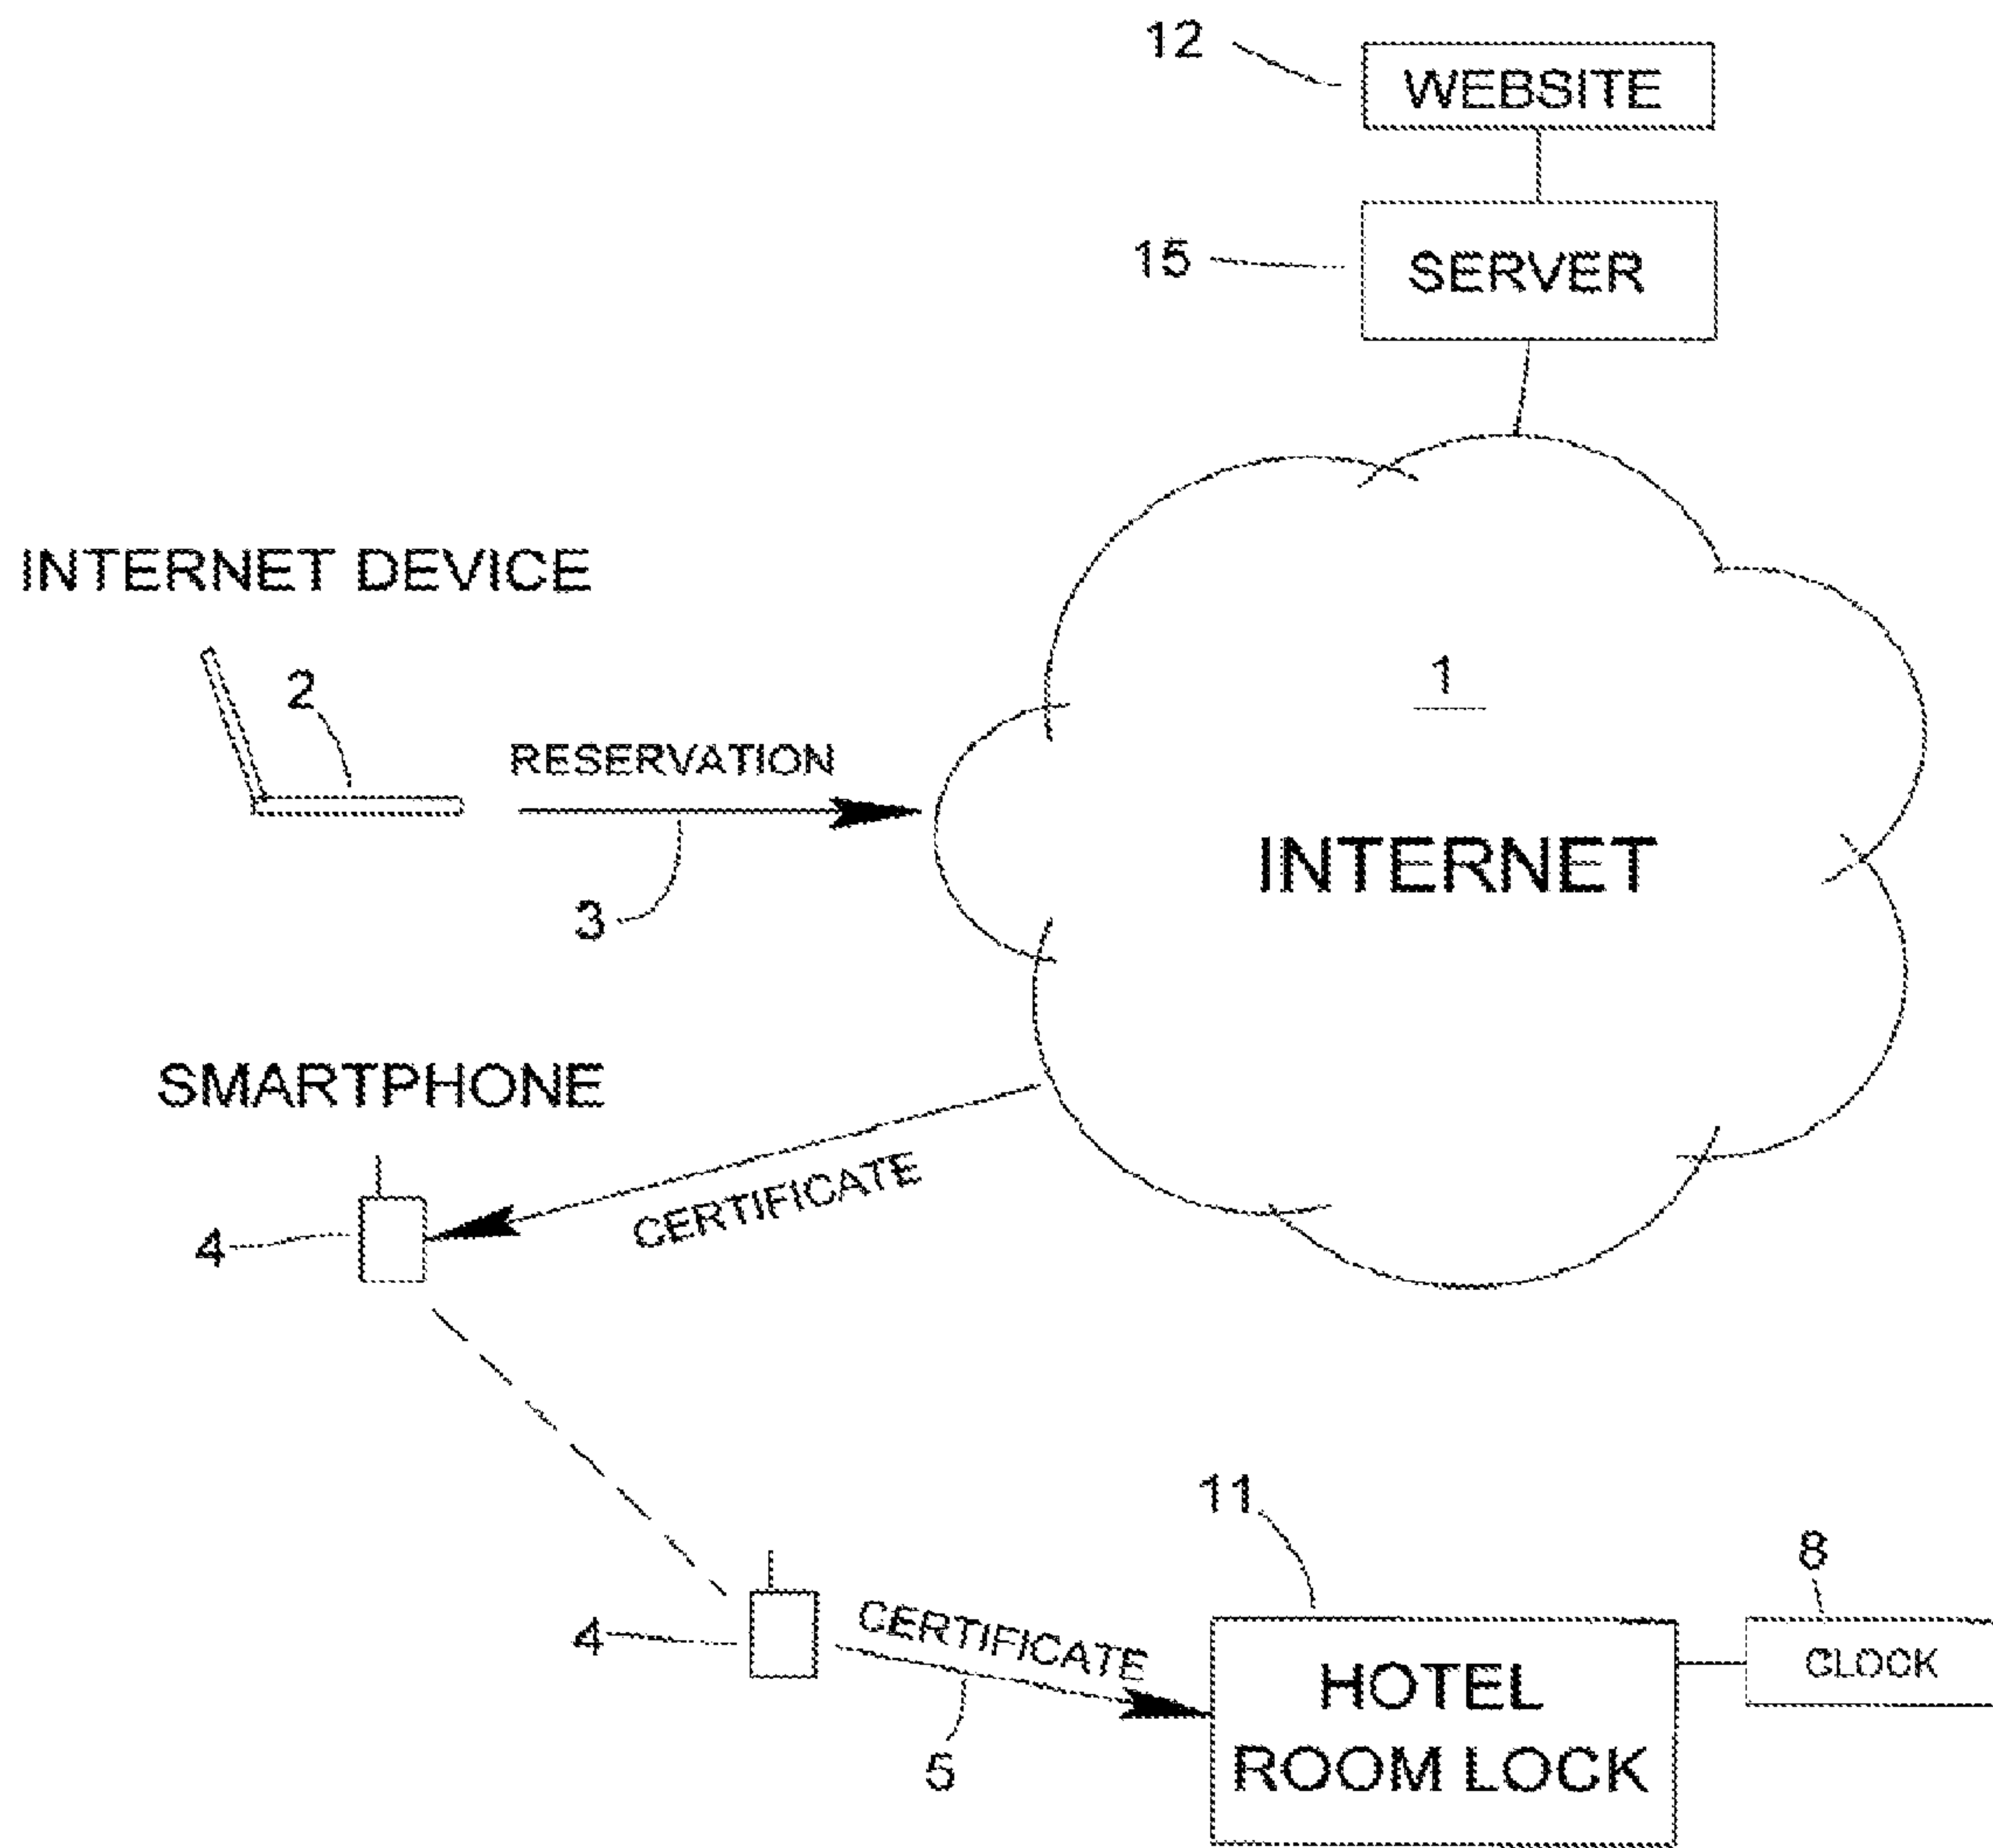 12
WEBSITE
15
SERVER
INTERNET DEVICE
2
RESERVATION
3
1
INTERNET
SMARTPHONE
4
CERTIFICATE
4
CERTIFICATE
5
11
HOTEL
ROOM LOCK
8
CLOCK